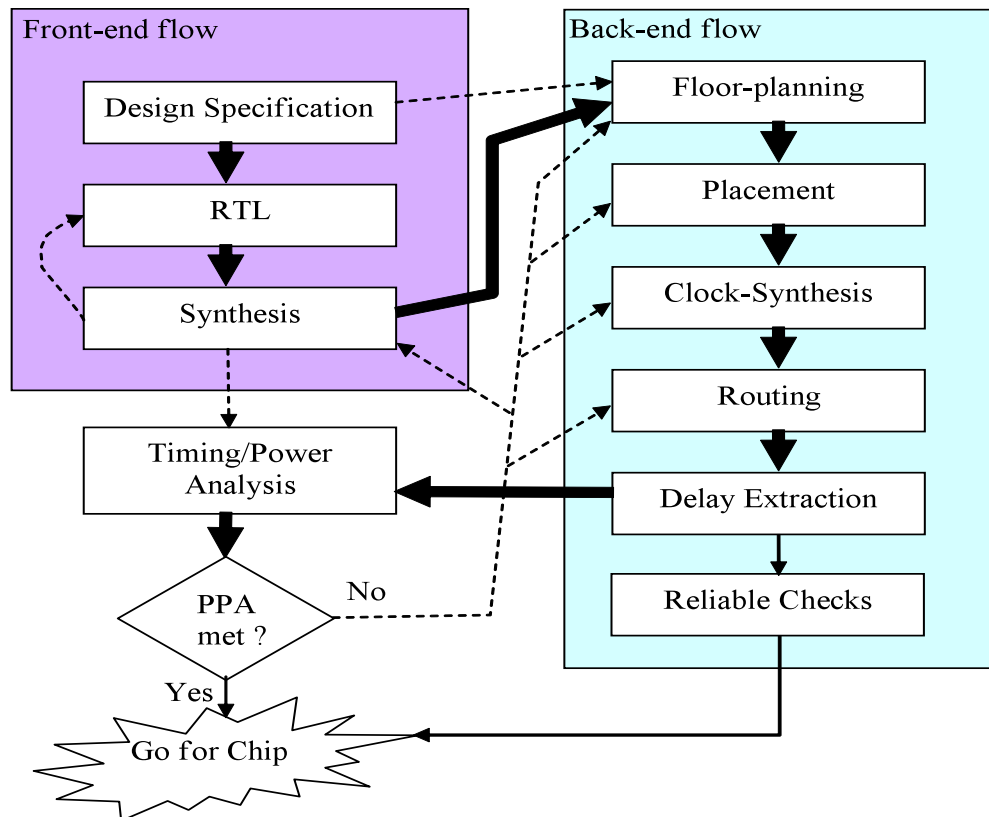 Front-end flow
Design Specification
RTL
Synthesis
Timing/Power
Analysis
PPA
met ?
No
Yes
Go for Chip
Back-end flow
Floor-planning
Placement
Clock-Synthesis
Routing
Delay Extraction
Reliable Checks